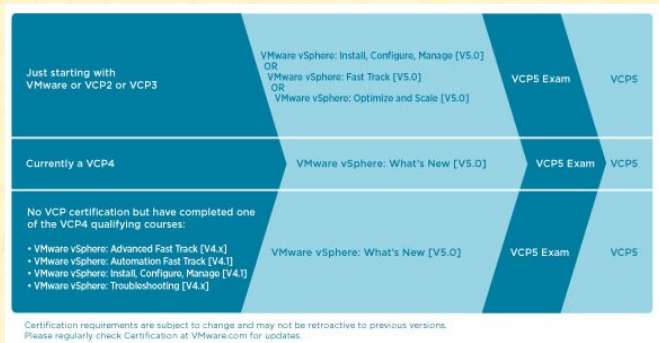 Just starting with
VMware or VCP2 or VCP3
VMware vSphere: Install, Configure, Manage [V5.0]
OR
VMware vSphere: Fast Track [V5.0]
OR
VMware vSphere: Optimize and Scale [V5.0]
VCP5 Exam
VCP5
Currently a VCP4
VMware vSphere: What's New [V5.0]
VCP5 Exam
VCP5
No VCP certification but have completed one
of the VCP4 qualifying courses:
• VMware vSphere: Advanced Fast Track [V4.x]
• VMware vSphere: Automation Fast Track [V4.1]
• VMware vSphere: Install, Configure, Manage [V4.1]
• VMware vSphere: Troubleshooting [V4.x]
VMware vSphere: What's New [V5.0]
VCP5 Exam
VCP5
Certification requirements are subject to change and may not be retroactive to previous versions.
Please regularly check Certification at VMware.com for updates.